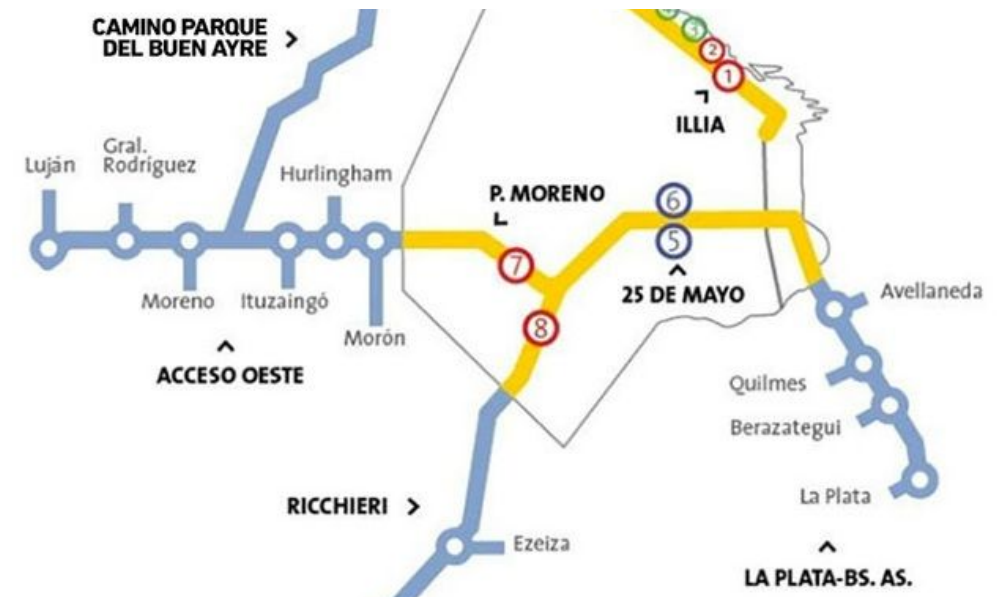 CAMINO PARQUE
DEL BUEN AYRE
3
2
1
ILLIA
Luján
Gral.
Rodríguez
Hurlingham
P. MORENO
6
5
7
25 DE MAYO
8
Moreno
Ituzaingó
Morón
ACCESO OESTE
Avellaneda
Quilmes
Berazategui
La Plata
RICCHIERI
Ezeiza
LA PLATA-BS. AS.